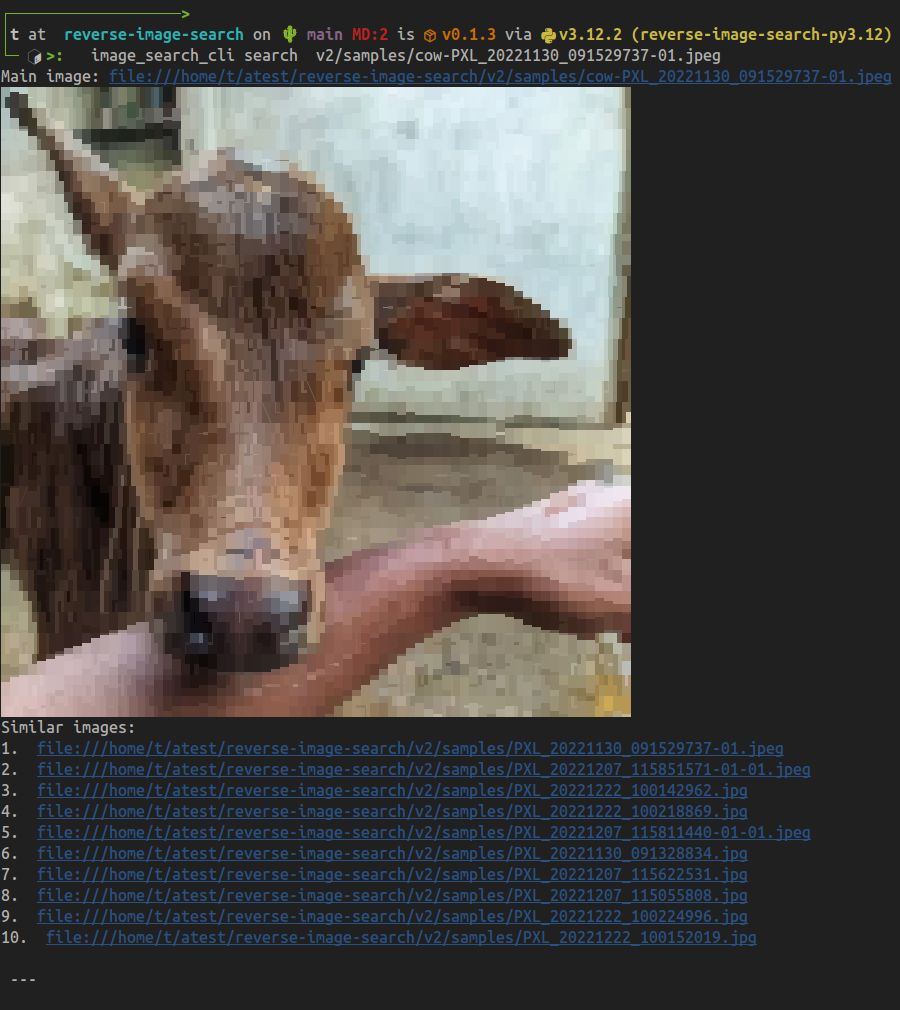 t at reverse-image-search on 🌵 main MD:2 is 📦 v0.1.3 via 🐍v3.12.2 (reverse-image-search-py3.12)
>: image_search_cli search v2/samples/cow-PXL_20221130_091529737-01.jpeg
Main image: file:///home/t/atest/reverse-image-search/v2/samples/cow-PXL_20221130_091529737-01.jpeg
Similar images:
1. file:///home/t/atest/reverse-image-search/v2/samples/PXL_20221130_091529737-01.jpeg
2. file:///home/t/atest/reverse-image-search/v2/samples/PXL_20221207_115851571-01-01.jpeg
3. file:///home/t/atest/reverse-image-search/v2/samples/PXL_20221222_100142962.jpg
4. file:///home/t/atest/reverse-image-search/v2/samples/PXL_20221222_100218869.jpg
5. file:///home/t/atest/reverse-image-search/v2/samples/PXL_20221207_115811440-01-01.jpeg
6. file:///home/t/atest/reverse-image-search/v2/samples/PXL_20221130_091328834.jpg
7. file:///home/t/atest/reverse-image-search/v2/samples/PXL_20221207_115622531.jpg
8. file:///home/t/atest/reverse-image-search/v2/samples/PXL_20221207_115055808.jpg
9. file:///home/t/atest/reverse-image-search/v2/samples/PXL_20221222_100224996.jpg
10. file:///home/t/atest/reverse-image-search/v2/samples/PXL_20221222_100152019.jpg
---